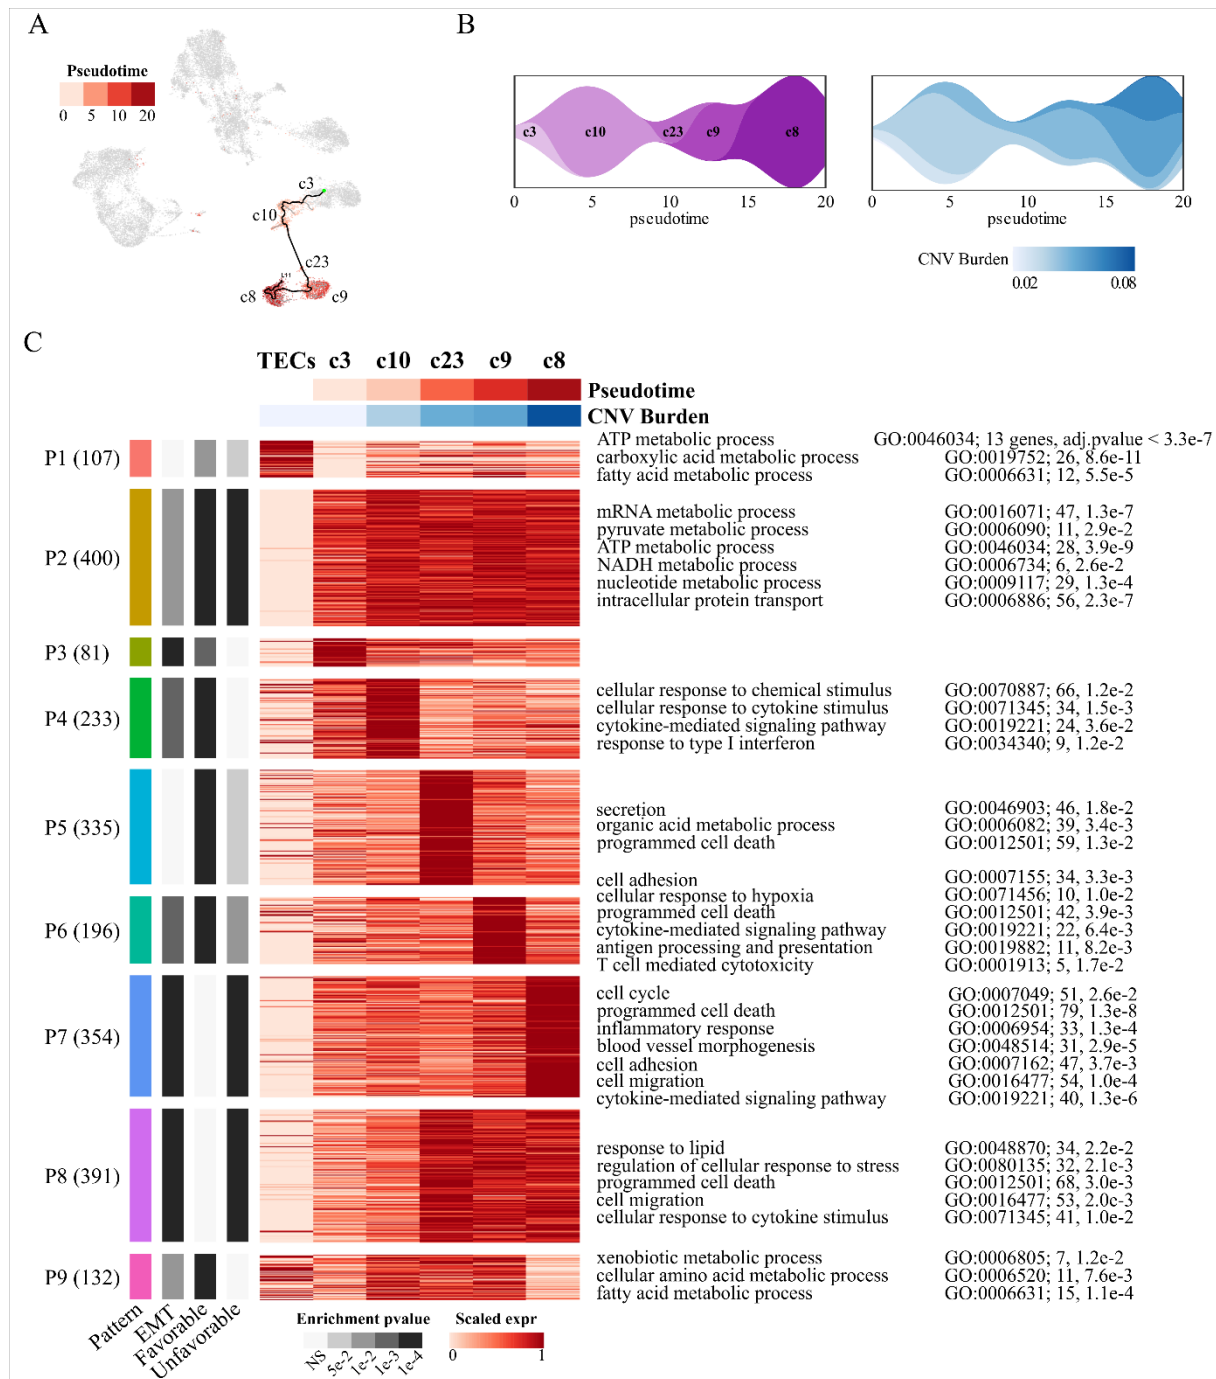 A
Pseudotime
0 5 10 20
c3
c10
c23
c8
c9
B
c3 c10 c23 c9 c8
0 5 10 15 20
pseudotime
0 5 10 15 20
pseudotime
CNV Burden
0.02 0.08
C
TECs c3 c10 c23 c9 c8
Pseudotime
CNV Burden
P1 (107)
ATP metabolic process GO:0046034; 13 genes, adj.pvalue < 3.3e-7
carboxylic acid metabolic process GO:0019752; 26, 8.6e-11
fatty acid metabolic process GO:0006631; 12, 5.5e-5
P2 (400)
mRNA metabolic process GO:0016071; 47, 1.3e-7
pyruvate metabolic process GO:0006090; 11, 2.9e-2
ATP metabolic process GO:0046034; 28, 3.9e-9
NADH metabolic process GO:0006734; 6, 2.6e-2
nucleotide metabolic process GO:0009117; 29, 1.3e-4
intracellular protein transport GO:0006886; 56, 2.3e-7
P3 (81)
P4 (233)
cellular response to chemical stimulus GO:0070887; 66, 1.2e-2
cellular response to cytokine stimulus GO:0071345; 34, 1.5e-3
cytokine-mediated signaling pathway GO:0019221; 24, 3.6e-2
response to type I interferon GO:0034340; 9, 1.2e-2
P5 (335)
secretion GO:0046903; 46, 1.8e-2
organic acid metabolic process GO:0006082; 39, 3.4e-3
programmed cell death GO:0012501; 59, 1.3e-2
P6 (196)
cell adhesion GO:0007155; 34, 3.3e-3
cellular response to hypoxia GO:0071456; 10, 1.0e-2
programmed cell death GO:0012501; 42, 3.9e-3
cytokine-mediated signaling pathway GO:0019221; 22, 6.4e-3
antigen processing and presentation GO:0019882; 11, 8.2e-3
T cell mediated cytotoxicity GO:0001913; 5, 1.7e-2
P7 (354)
cell cycle GO:0007049; 51, 2.6e-2
programmed cell death GO:0012501; 79, 1.3e-8
inflammatory response GO:0006954; 33, 1.3e-4
blood vessel morphogenesis GO:0048514; 31, 2.9e-5
cell adhesion GO:0007162; 47, 3.7e-3
cell migration GO:0016477; 54, 1.0e-4
cytokine-mediated signaling pathway GO:0019221; 40, 1.3e-6
P8 (391)
response to lipid GO:0048870; 34, 2.2e-2
regulation of cellular response to stress GO:0080135; 32, 2.1e-3
programmed cell death GO:0012501; 68, 3.0e-3
cell migration GO:0016477; 53, 2.0e-3
cellular response to cytokine stimulus GO:0071345; 41, 1.0e-2
P9 (132)
xenobiotic metabolic process GO:0006805; 7, 1.2e-2
cellular amino acid metabolic process GO:0006520; 11, 7.6e-3
fatty acid metabolic process GO:0006631; 15, 1.1e-4
Pattern
EMT
Favorable
Unfavorable
Enrichment pvalue
NS 5e-2 1e-2 1e-3 1e-4
Scaled expr
0 1